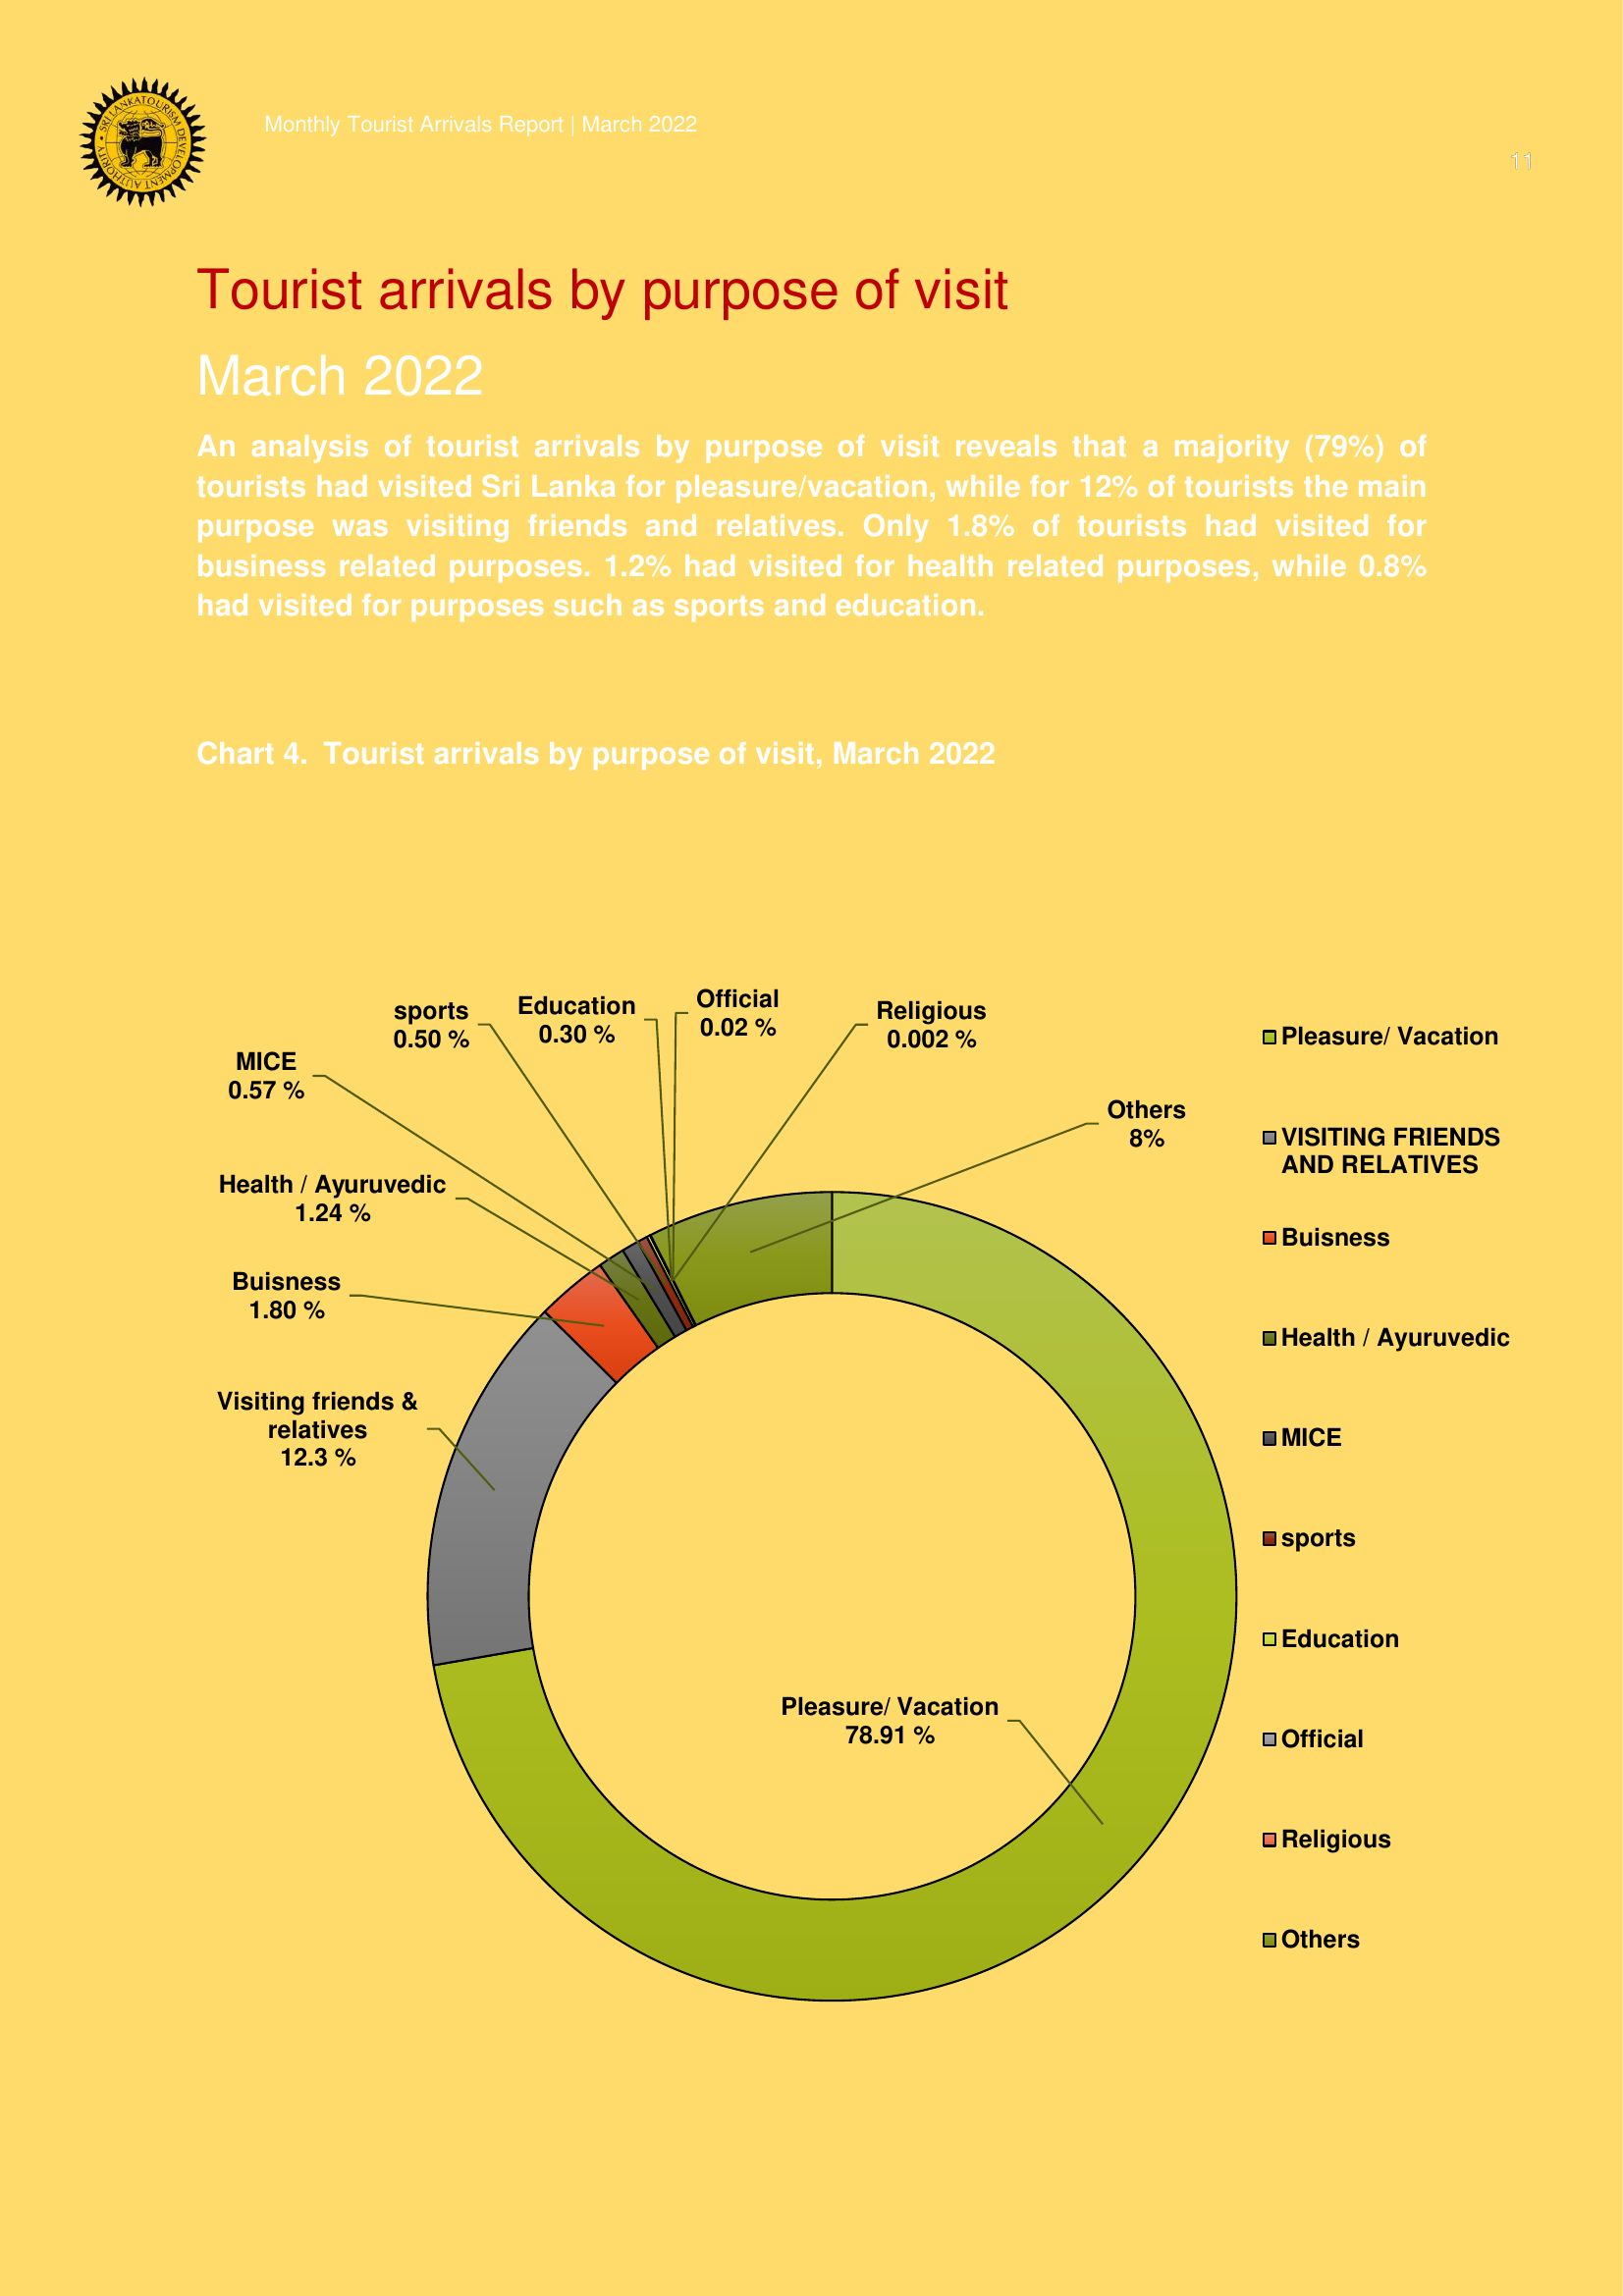 SRI LANKA TOURISM DEVELOPMENT AUTHORITY
Monthly Tourist Arrivals Report | March 2022
11
Tourist arrivals by purpose of visit
March 2022
An analysis of tourist arrivals by purpose of visit reveals that a majority (79%) of
tourists had visited Sri Lanka for pleasure/vacation, while for 12% of tourists the main
purpose was visiting friends and relatives. Only 1.8% of tourists had visited for
business related purposes. 1.2% had visited for health related purposes, while 0.8%
had visited for purposes such as sports and education.
Chart 4. Tourist arrivals by purpose of visit, March 2022
sports
0.50 %
Education
0.30 %
Official
0.02 %
Religious
0.002 %
MICE
0.57 %
Others
8%
Health / Ayuruvedic
1.24 %
Buisness
1.80 %
Visiting friends &
relatives
12.3 %
Pleasure/ Vacation
78.91 %
Pleasure/ Vacation
VISITING FRIENDS
AND RELATIVES
Buisness
Health / Ayuruvedic
MICE
sports
Education
Official
Religious
Others